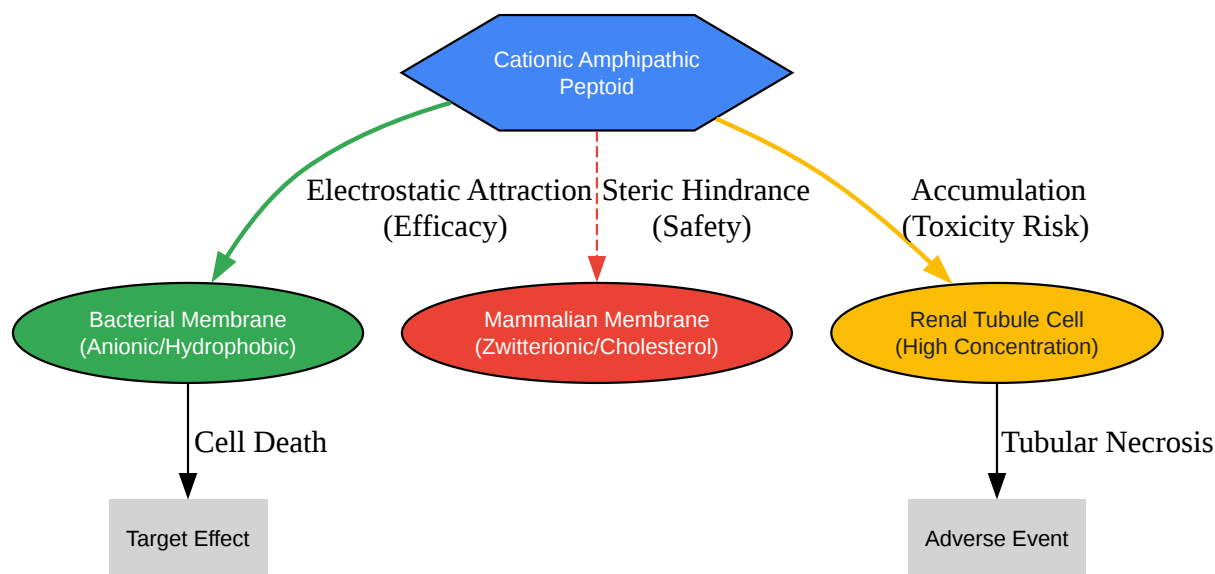 Cationic Amphipathic
Peptoid
Electrostatic Attraction
(Efficacy)
Steric Hindrance
(Safety)
Accumulation
(Toxicity Risk)
Bacterial Membrane
(Anionic/Hydrophobic)
Mammalian Membrane
(Zwitterionic/Cholesterol)
Renal Tubule Cell
(High Concentration)
Cell Death
Tubular Necrosis
Target Effect
Adverse Event